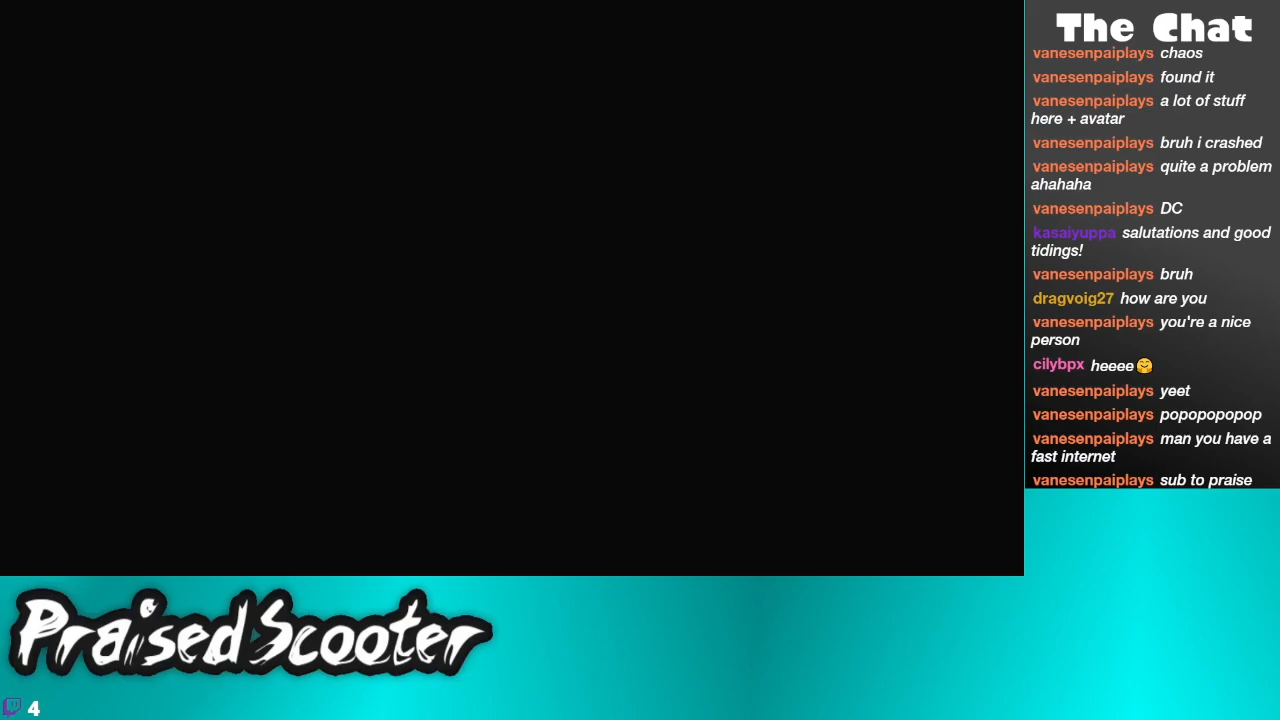 The Chat
vanesenpaiplays chaos
vanesenpaiplays found it
vanesenpaiplays a lot of stuff
here + avatar
vanesenpaiplays bruh i crashed
vanesenpaiplays quite a problem
ahahaha
vanesenpaiplays DC
kasaiyuppa salutations and good
tidings!
vanesenpaiplays bruh
dragvoig27 how are you
vanesenpaiplays you're a nice
person
cilybpx heeee🤗
vanesenpaiplays yeet
vanesenpaiplays popopopopop
vanesenpaiplays man you have a
fast internet
vanesenpaiplays sub to praise
PraisedScooter
4